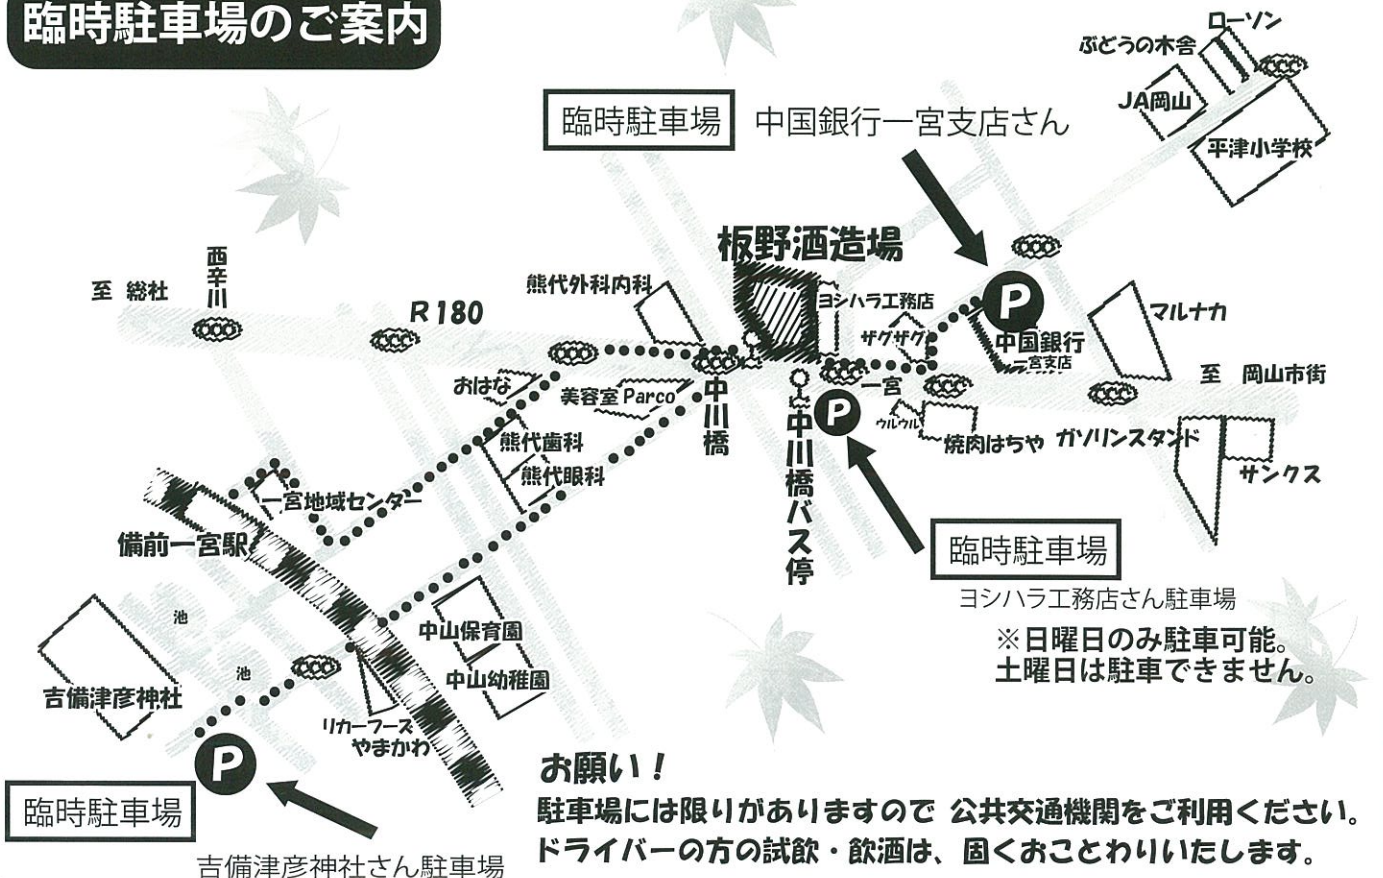 臨時駐車場のご案内
ローソン
ぶどうの木舎
JA岡山
平津小学校
臨時駐車場 中国銀行一宮支店さん
板野酒造場
西辛川
至 総社
R180
熊代外科内科
ヨシハラ工務店
ザグザグ
P
中国銀行
一宮支店
マルナカ
至 岡山市街
おはな
美容室 Parco
中川橋
一宮
P
中川橋バス停
ウルウル
焼肉はちや
ガソリンスタンド
サンクス
熊代歯科
熊代眼科
一宮地域センター
備前一宮駅
臨時駐車場
ヨシハラ工務店さん駐車場
※日曜日のみ駐車可能。
土曜日は駐車できません。
池
池
中山保育園
中山幼稚園
吉備津彦神社
リカーフーズ
やまかわ
P
臨時駐車場
吉備津彦神社さん駐車場
お願い！
駐車場には限りがありますので 公共交通機関をご利用ください。
ドライバーの方の試飲・飲酒は、固くおことわりいたします。